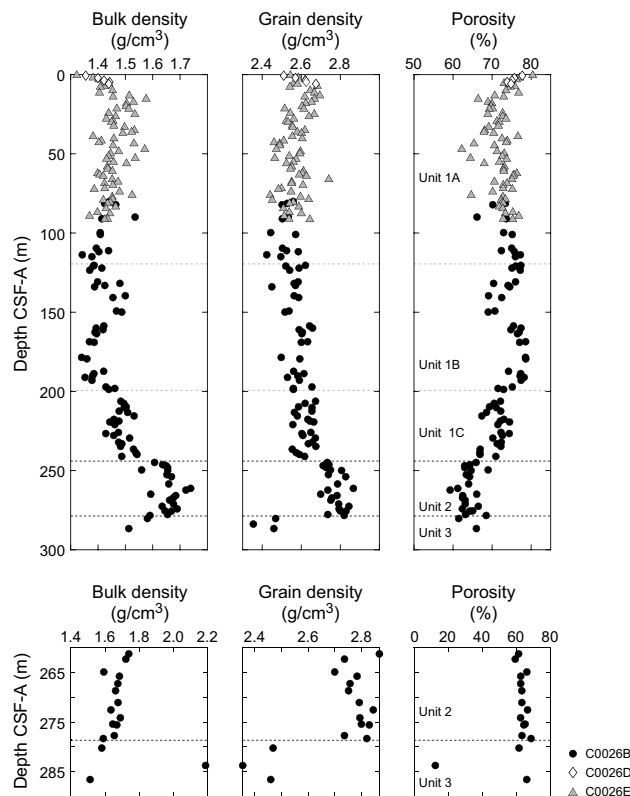 Bulk density
(g/cm³)
Grain density
(g/cm³)
Porosity
(%)
1.4 1.5 1.6 1.7
2.4 2.6 2.8
50 60 70 80
0
50
100
150
200
250
300
Depth CSF-A (m)
Unit 1A
Unit 1B
Unit 1C
Unit 2
Unit 3
Bulk density
(g/cm³)
Grain density
(g/cm³)
Porosity
(%)
1.4 1.6 1.8 2.0 2.2
2.4 2.6 2.8
0 20 40 60 80
265
275
285
Depth CSF-A (m)
Unit 2
Unit 3
C0026B
C0026D
C0026E